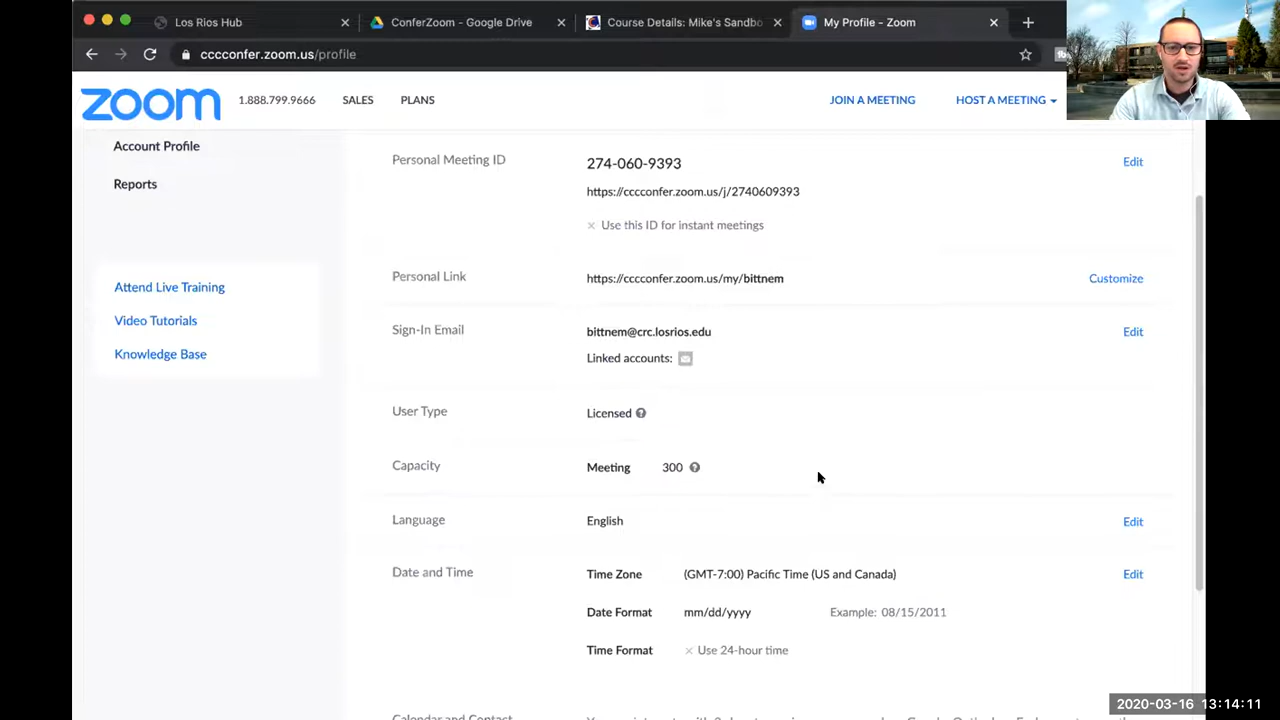 Los Rios Hub
ConferZoom - Google Drive
Course Details: Mike's Sandbo
My Profile - Zoom
cccconfer.zoom.us/profile
zoom
1.888.799.9666
SALES
PLANS
JOIN A MEETING
HOST A MEETING
Account Profile
Reports
Attend Live Training
Video Tutorials
Knowledge Base
Personal Meeting ID
274-060-9393
Edit
https://cccconfer.zoom.us/j/2740609393
× Use this ID for instant meetings
Personal Link
https://cccconfer.zoom.us/my/bittnem
Customize
Sign-In Email
bittnem@crc.losrios.edu
Edit
Linked accounts:
User Type
Licensed
Capacity
Meeting 300
Language
English
Edit
Date and Time
Time Zone (GMT-7:00) Pacific Time (US and Canada)
Edit
Date Format mm/dd/yyyy Example: 08/15/2011
Time Format × Use 24-hour time
2020-03-16 13:14:11